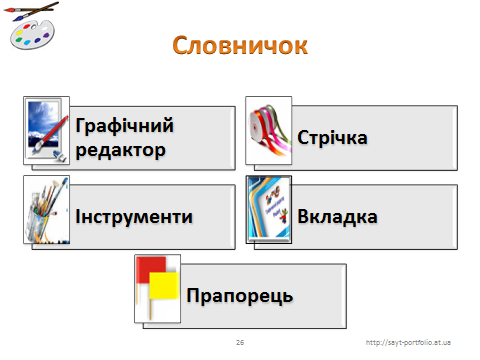 Словничок
Графічний
редактор
Стрічка
Інструменти
Вкладка
Прапорець
26
http://sayt-portfolio.at.ua